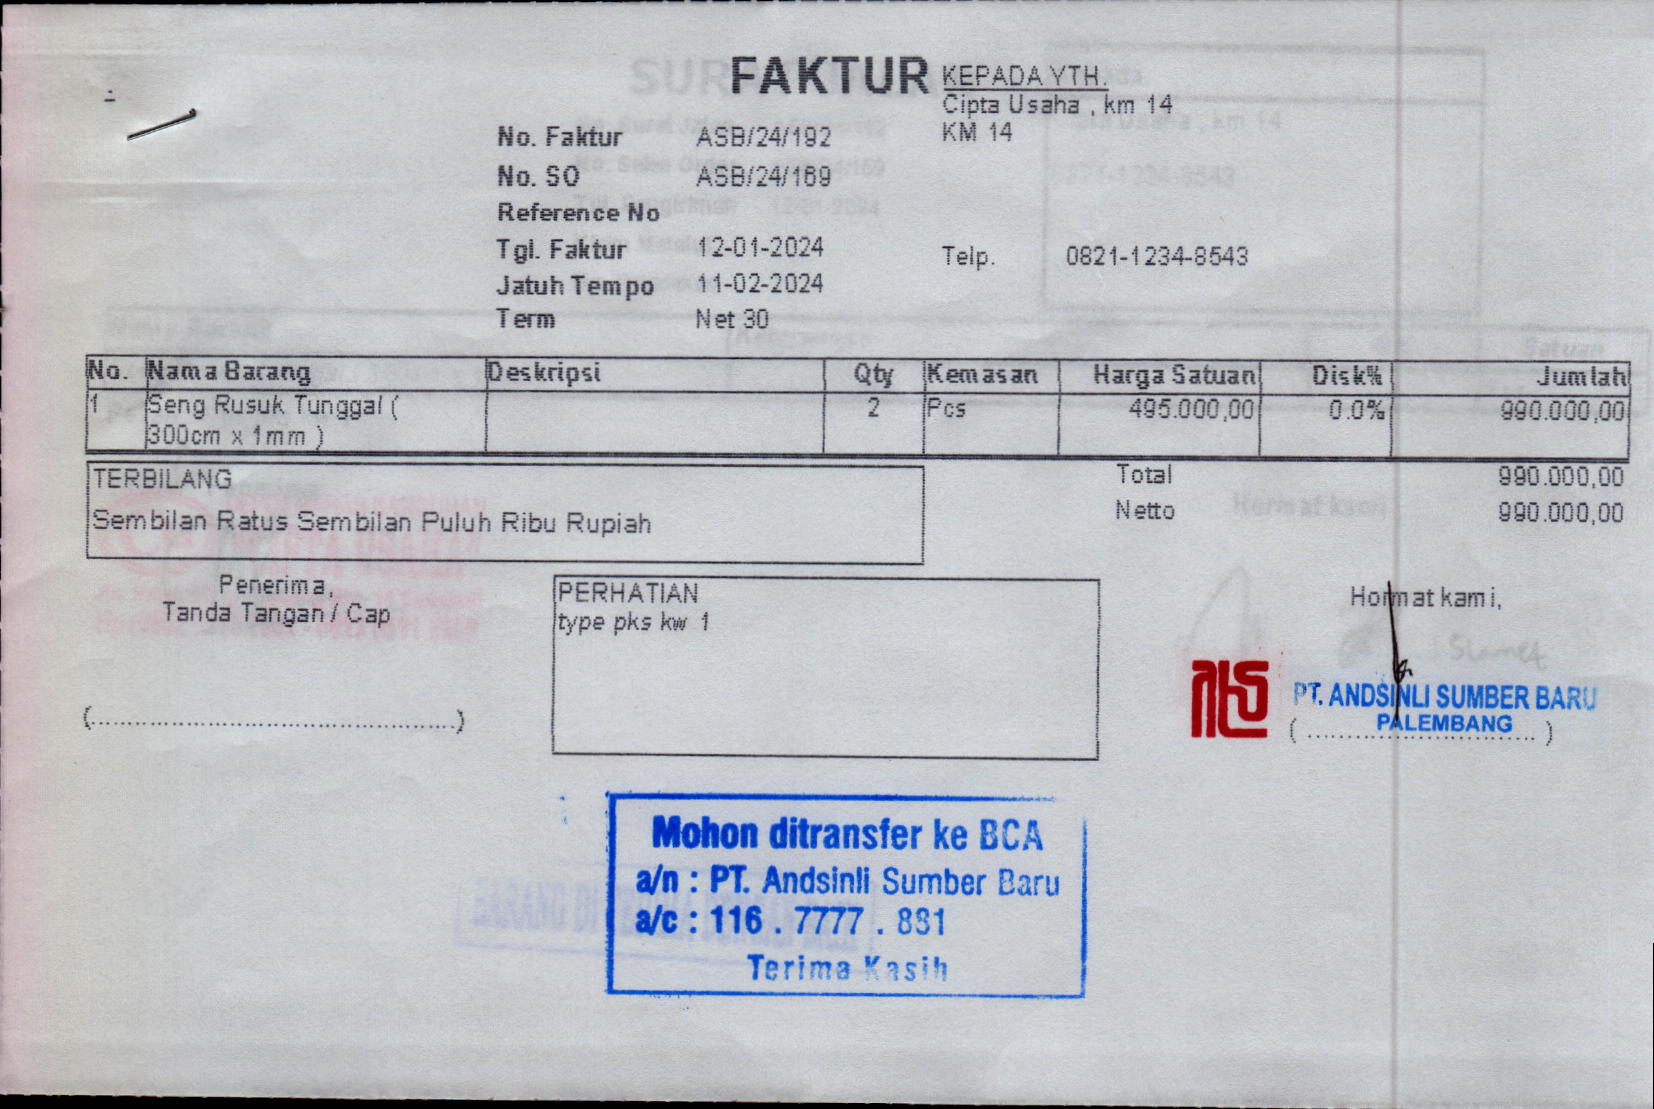 FAKTUR
KEPADA YTH.
Cipta Usaha , km 14
KM 14
No. Faktur ASB/24/192
No. SO ASB/24/169
Reference No
Tgl. Faktur 12-01-2024
Telp. 0821-1234-8543
Jatuh Tempo 11-02-2024
Term Net 30
No. Nama Barang Deskripsi Qty Kemasan Harga Satuan Disk% Jumlah
1 Seng Rusuk Tunggal ( 2 Pcs 495.000,00 0.0% 990.000,00
300cm x 1mm )
TERBILANG
Total 990.000,00
Sembilan Ratus Sembilan Puluh Ribu Rupiah
Netto 990.000,00
Penerima,
Tanda Tangan / Cap
(........................................................)
PERHATIAN
type pks kw 1
Hormat kami,
PT. ANDSINLI SUMBER BARU
PALEMBANG
( .................................. )
Mohon ditransfer ke BCA
a/n : PT. Andsinli Sumber Baru
a/c : 116 . 7777 . 881
Terima Kasih